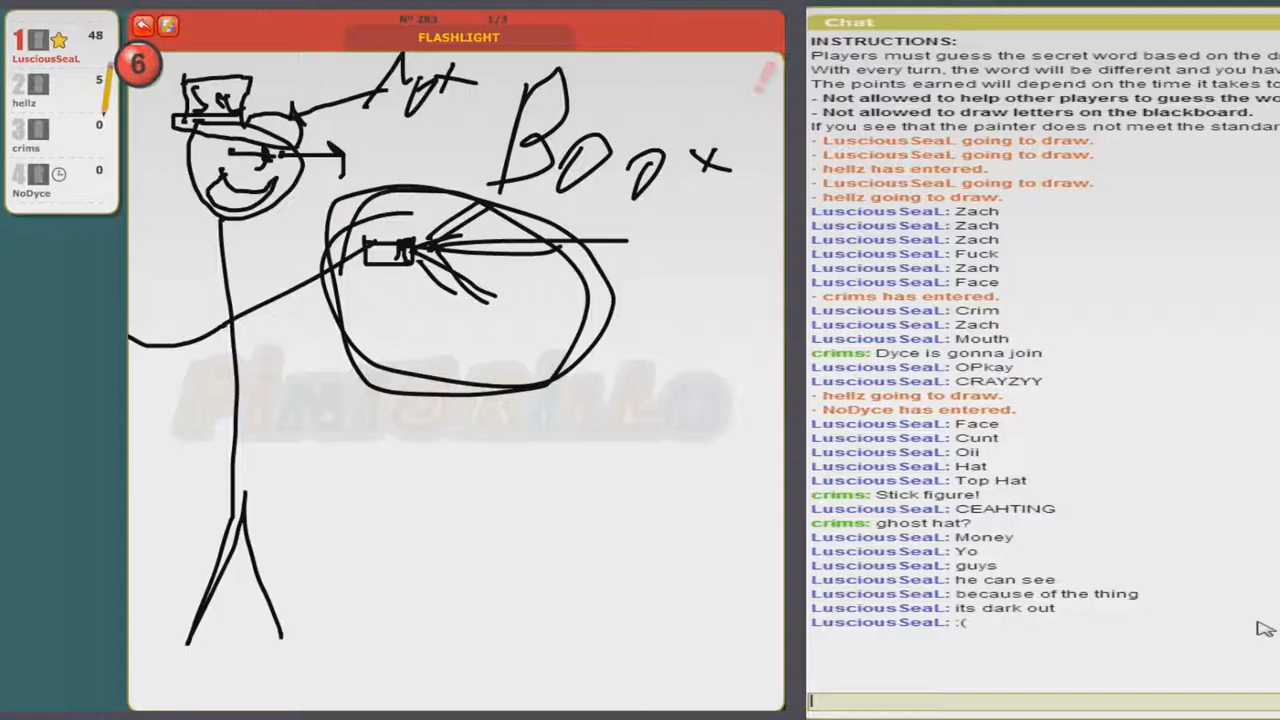 Nº 283 1/3
FLASHLIGHT
1 48
LusciousSeaL
2 5
hellz
3 0
crims
4 0
NoDyce
6
Chat
INSTRUCTIONS:
Players must guess the secret word based on the
With every turn, the word will be different and you hav
The points earned will depend on the time it takes to
- Not allowed to help other players to guess the wo
- Not allowed to draw letters on the blackboard.
If you see that the painter does not meet the standar
- LusciousSeaL going to draw.
- LusciousSeaL going to draw.
- hellz has entered.
- LusciousSeaL going to draw.
- hellz going to draw.
LusciousSeaL: Zach
LusciousSeaL: Zach
LusciousSeaL: Zach
LusciousSeaL: Fuck
LusciousSeaL: Zach
LusciousSeaL: Face
- crims has entered.
LusciousSeaL: Crim
LusciousSeaL: Zach
LusciousSeaL: Mouth
crims: Dyce is gonna join
LusciousSeaL: OPkay
LusciousSeaL: CRAYZYY
- hellz going to draw.
- NoDyce has entered.
LusciousSeaL: Face
LusciousSeaL: Cunt
LusciousSeaL: Oii
LusciousSeaL: Hat
LusciousSeaL: Top Hat
crims: Stick figure!
LusciousSeaL: CEAHTING
crims: ghost hat?
LusciousSeaL: Money
LusciousSeaL: Yo
LusciousSeaL: guys
LusciousSeaL: he can see
LusciousSeaL: because of the thing
LusciousSeaL: its dark out
LusciousSeaL: :(